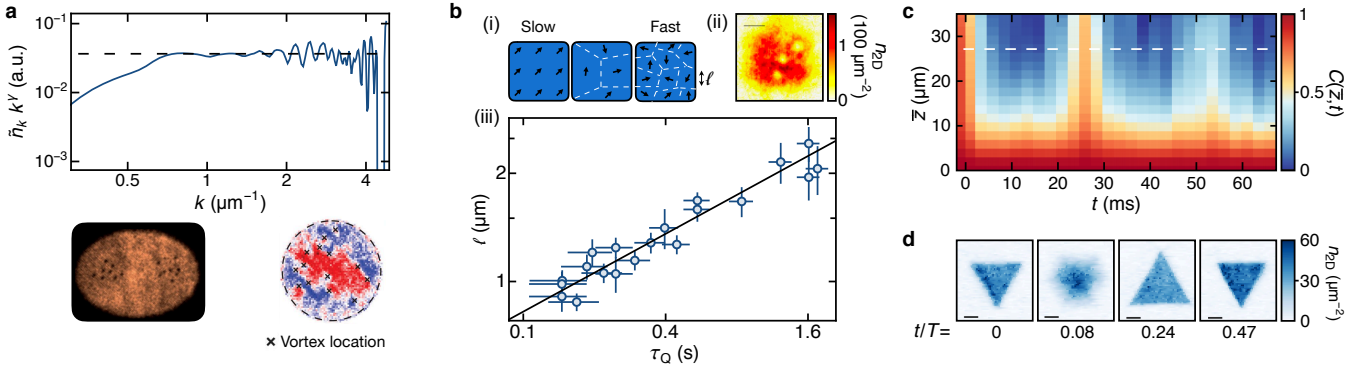 a
10⁻¹
10⁻²
10⁻³
ñₖ k^γ (a.u.)
0.5 1 2 4
k (μm⁻¹)
× Vortex location
b
(i)
Slow Fast
ℓ
(ii)
1
0
n₂D
(100 μm⁻²)
(iii)
2
1
ℓ (μm)
0.1 0.4 1.6
τ_Q (s)
c
30
20
10
0
z̅ (μm)
0 10 20 30 40 50 60
t (ms)
1
0.5
0
C(z̅,t)
d
t/T= 0 0.08 0.24 0.47
60
30
0
n₂D
(μm⁻²)